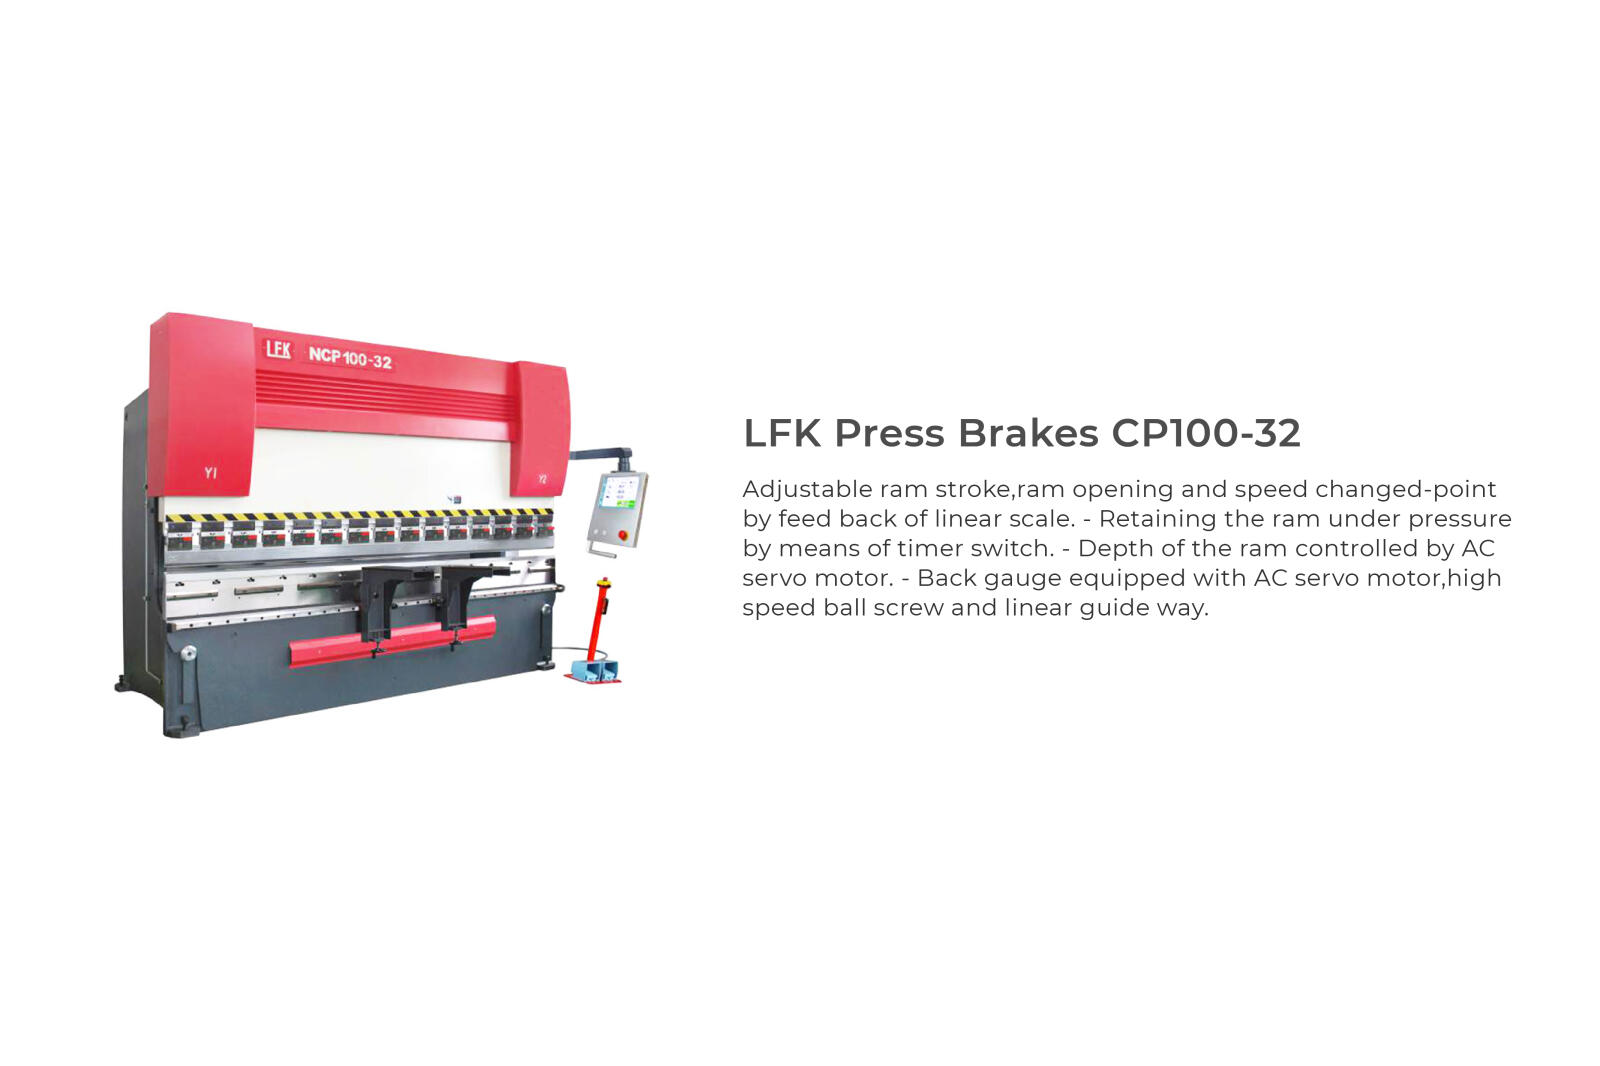 LFK NCP100-32
Y1
Y2
LFK Press Brakes CP100-32
Adjustable ram stroke,ram opening and speed changed-point
by feed back of linear scale. - Retaining the ram under pressure
by means of timer switch. - Depth of the ram controlled by AC
servo motor. - Back gauge equipped with AC servo motor,high
speed ball screw and linear guide way.